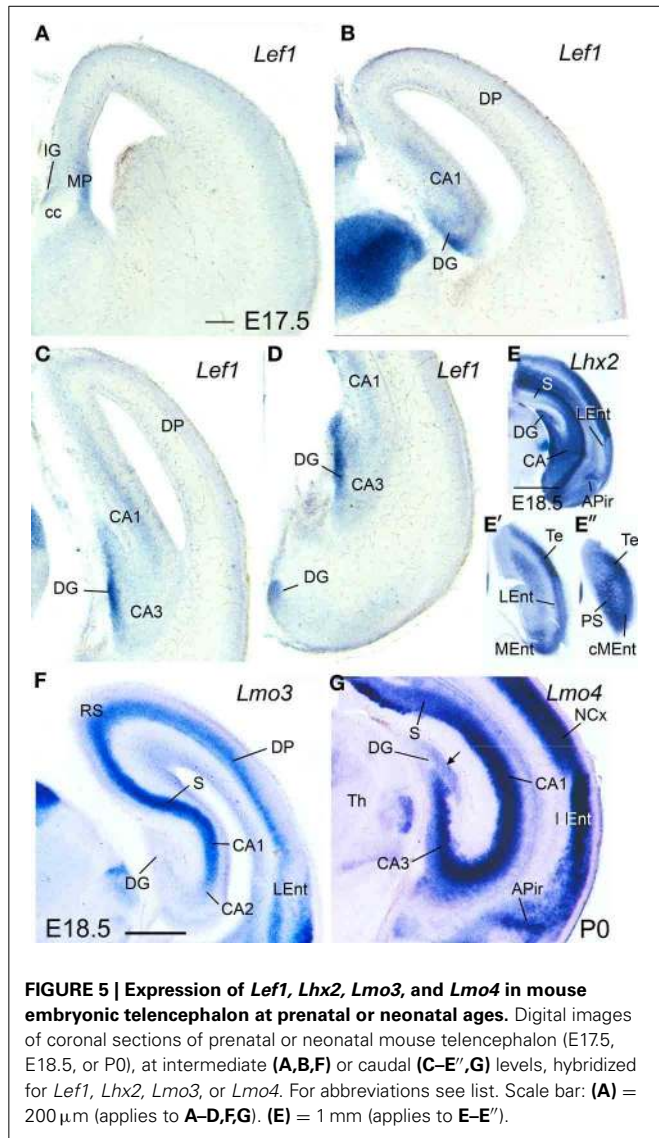 A
Lef1
IG
MP
cc
E17.5
B
Lef1
DP
CA1
DG
C
Lef1
DP
CA1
DG
CA3
D
Lef1
CA1
DG
CA3
DG
E
Lhx2
S
LEnt
DG
CA
APir
E18.5
E′
Te
LEnt
MEnt
E″
Te
PS
cMEnt
F
Lmo3
RS
DP
S
CA1
DG
CA2
LEnt
E18.5
G
Lmo4
S
NCx
DG
CA1
Th
CA3
APir
P0
FIGURE 5 | Expression of Lef1, Lhx2, Lmo3, and Lmo4 in mouse
embryonic telencephalon at prenatal or neonatal ages. Digital images
of coronal sections of prenatal or neonatal mouse telencephalon (E17.5,
E18.5, or P0), at intermediate (A,B,F) or caudal (C–E″,G) levels, hybridized
for Lef1, Lhx2, Lmo3, or Lmo4. For abbreviations see list. Scale bar: (A) =
200 μm (applies to A–D,F,G). (E) = 1 mm (applies to E–E″).